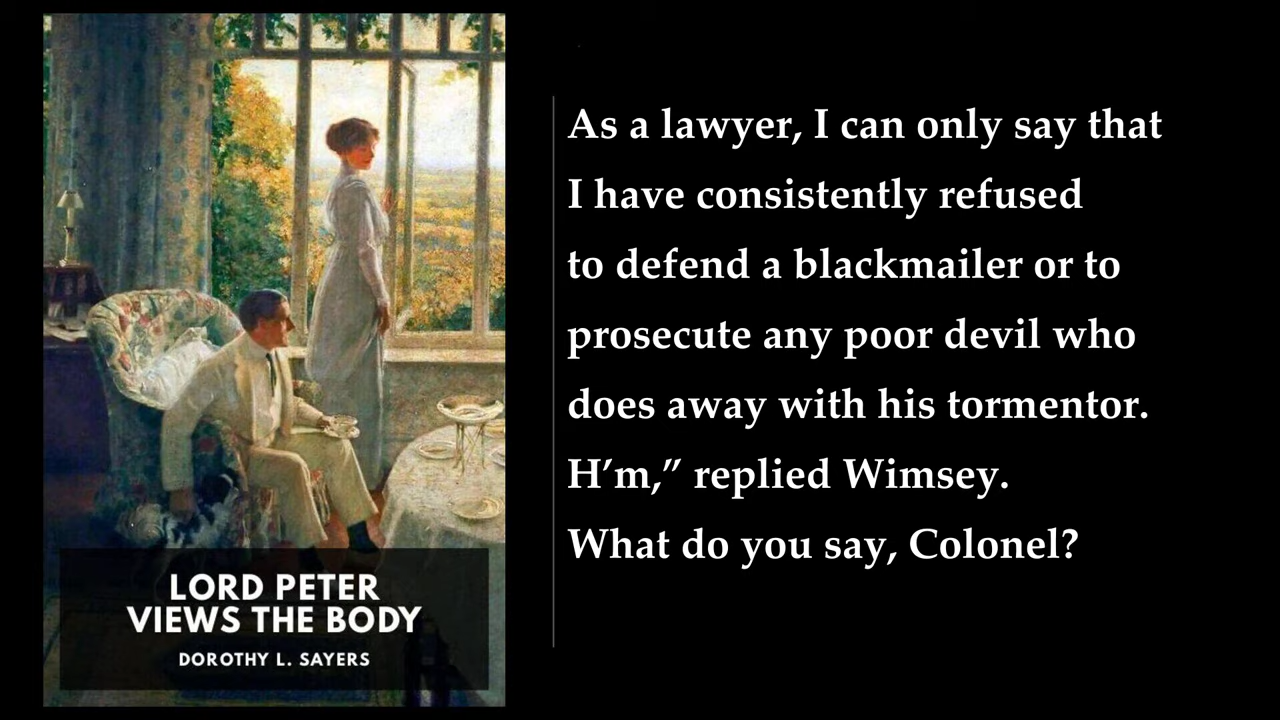 As a lawyer, I can only say that
I have consistently refused
to defend a blackmailer or to
prosecute any poor devil who
does away with his tormentor.
H’m,” replied Wimsey.
What do you say, Colonel?
LORD PETER
VIEWS THE BODY
DOROTHY L. SAYERS